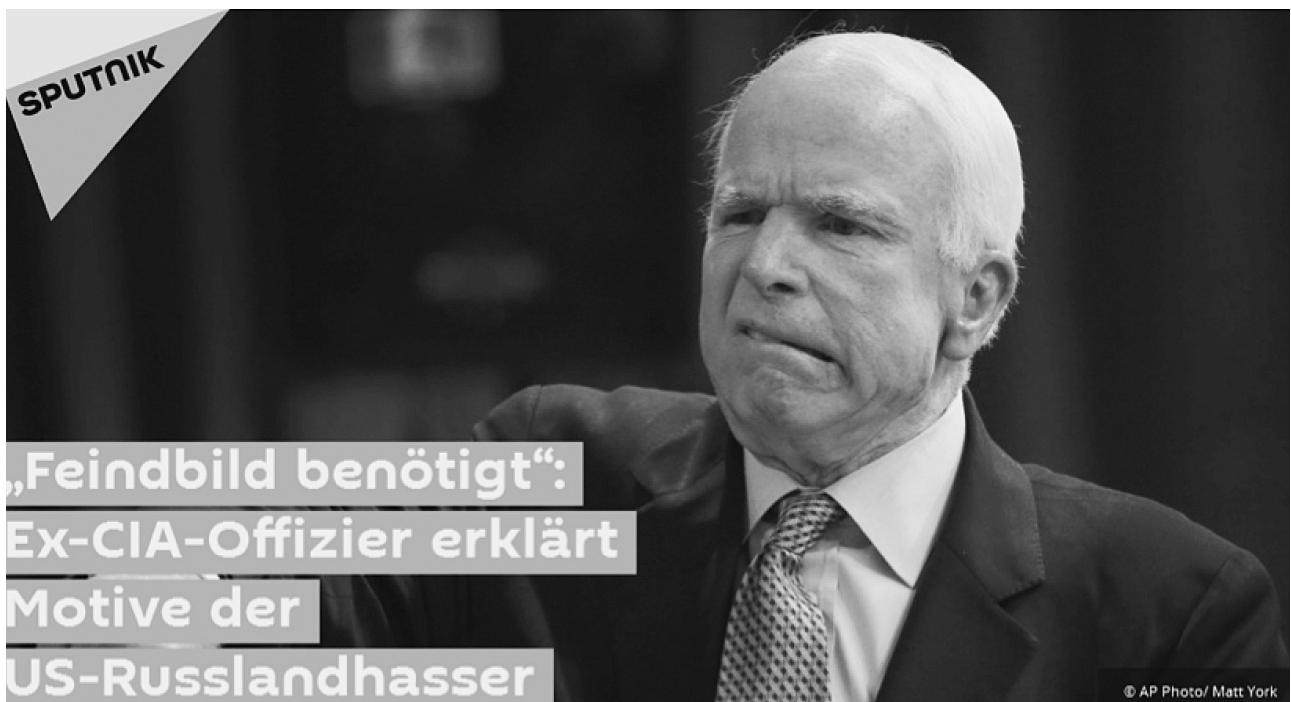 SPUTNIK
„Feindbild benötigt“:
Ex-CIA-Offizier erklärt
Motive der
US-Russlandhasser
© AP Photo/ Matt York